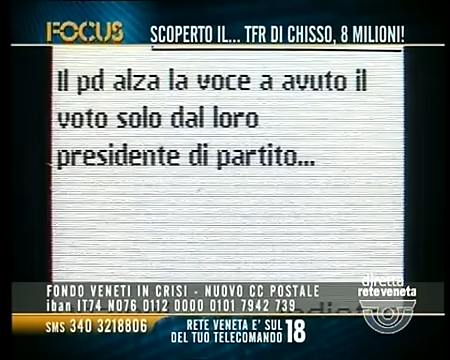 FOCUS
SCOPERTO IL... TFR DI CHISSO, 8 MILIONI!
Il pd alza la voce a avuto il
voto solo dal loro
presidente di partito...
diretta
reteveneta
FONDO VENETI IN CRISI - NUOVO CC POSTALE
iban IT74 N076 0112 0000 0101 7942 739
SMS 340 3218806
RETE VENETA E' SUL
DEL TUO TELECOMANDO 18